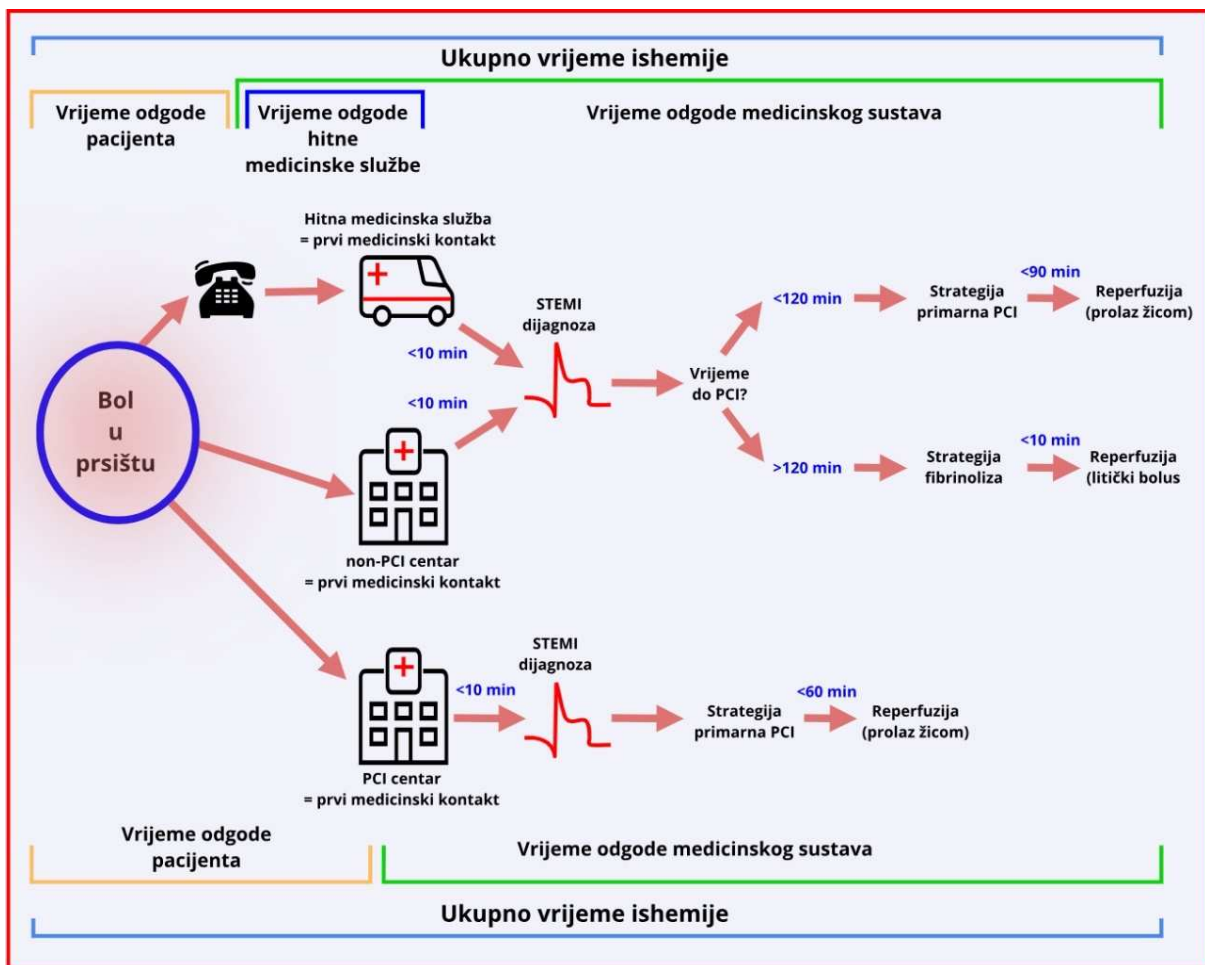 Ukupno vrijeme ishemije
Vrijeme odgode
pacijenta
Vrijeme odgode
hitne
medicinske službe
Vrijeme odgode medicinskog sustava
Hitna medicinska služba
= prvi medicinski kontakt
<10 min
STEMI
dijagnoza
Vrijeme
do PCI?
<120 min
Strategija
primarna PCI
<90 min
Reperfuzija
(prolaz žicom)
Bol
u
prsištu
<10 min
>120 min
Strategija
fibrinoliza
<10 min
Reperfuzija
(litički bolus
non-PCI centar
= prvi medicinski kontakt
<10 min
STEMI
dijagnoza
Strategija
primarna PCI
<60 min
Reperfuzija
(prolaz žicom)
PCI centar
= prvi medicinski kontakt
Vrijeme odgode
pacijenta
Vrijeme odgode medicinskog sustava
Ukupno vrijeme ishemije